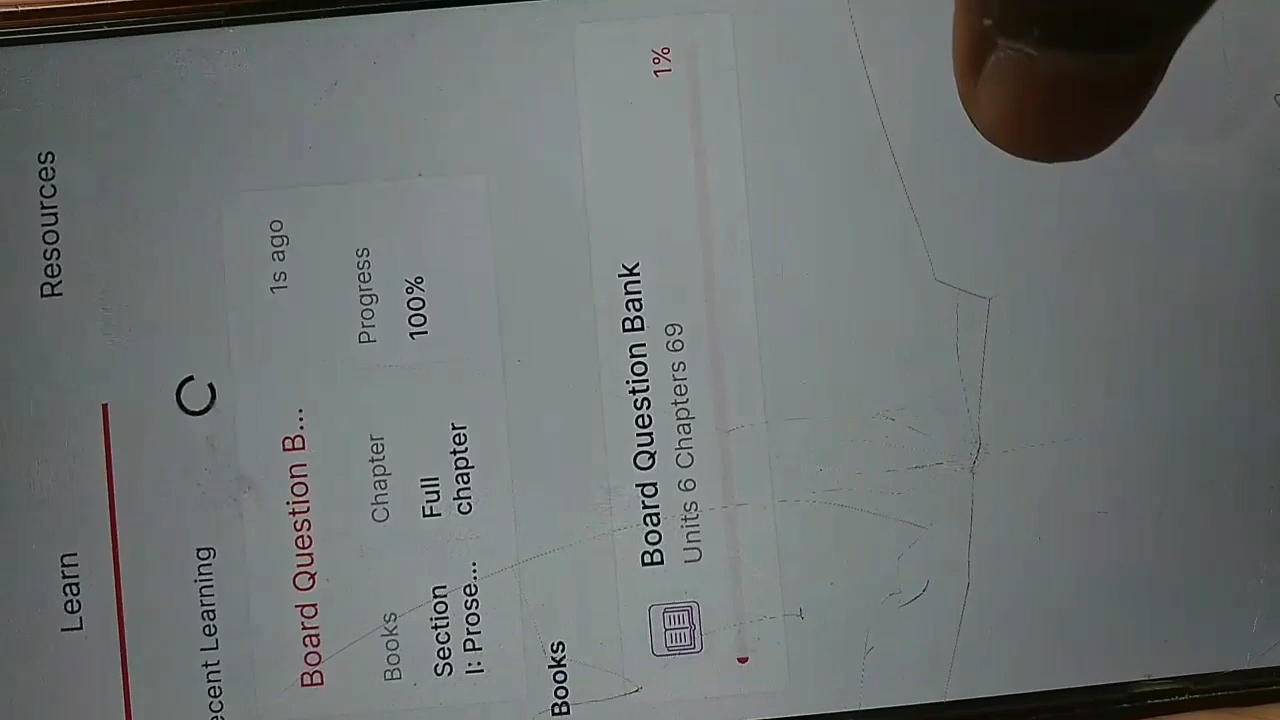 Learn Resources
ecent Learning
Board Question B... 1s ago
Books Chapter Progress
Section Full 100%
I: Prose... chapter
Books
Board Question Bank 1%
Units 6 Chapters 69